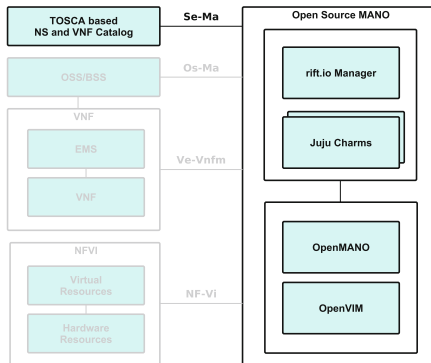 TOSCA based
NS and VNF Catalog
Se-Ma
Open Source MANO
OSS/BSS
Os-Ma
rift.io Manager
VNF
EMS
Juju Charms
Ve-Vnfm
VNF
NFVI
OpenMANO
Virtual
Resources
NF-Vi
OpenVIM
Hardware
Resources